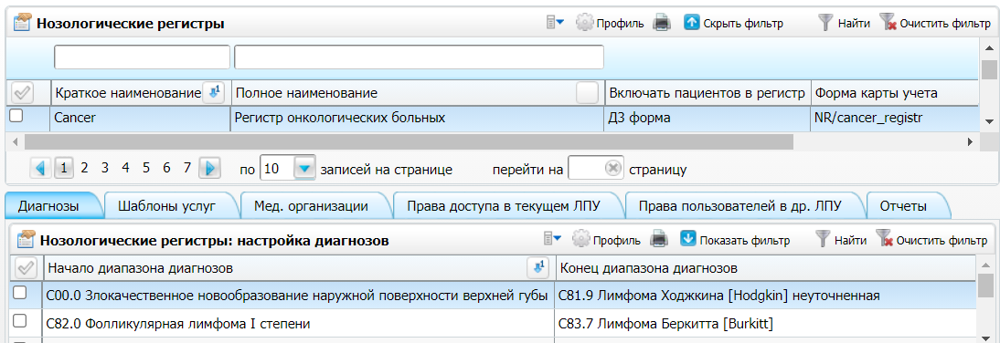 Нозологические регистры Профиль Скрыть фильтр Найти Очистить фильтр
Краткое наименование 1 Полное наименование Включать пациентов в регистр Форма карты учета
Cancer Регистр онкологических больных ДЗ форма NR/cancer_registr
1 2 3 4 5 6 7 по 10 записей на странице перейти на страницу
Диагнозы Шаблоны услуг Мед. организации Права доступа в текущем ЛПУ Права пользователей в др. ЛПУ Отчеты
Нозологические регистры: настройка диагнозов Профиль Показать фильтр Найти Очистить фильтр
Начало диапазона диагнозов 1 Конец диапазона диагнозов
C00.0 Злокачественное новообразование наружной поверхности верхней губы C81.9 Лимфома Ходжкина [Hodgkin] неуточненная
C82.0 Фолликулярная лимфома I степени C83.7 Лимфома Беркитта [Burkitt]